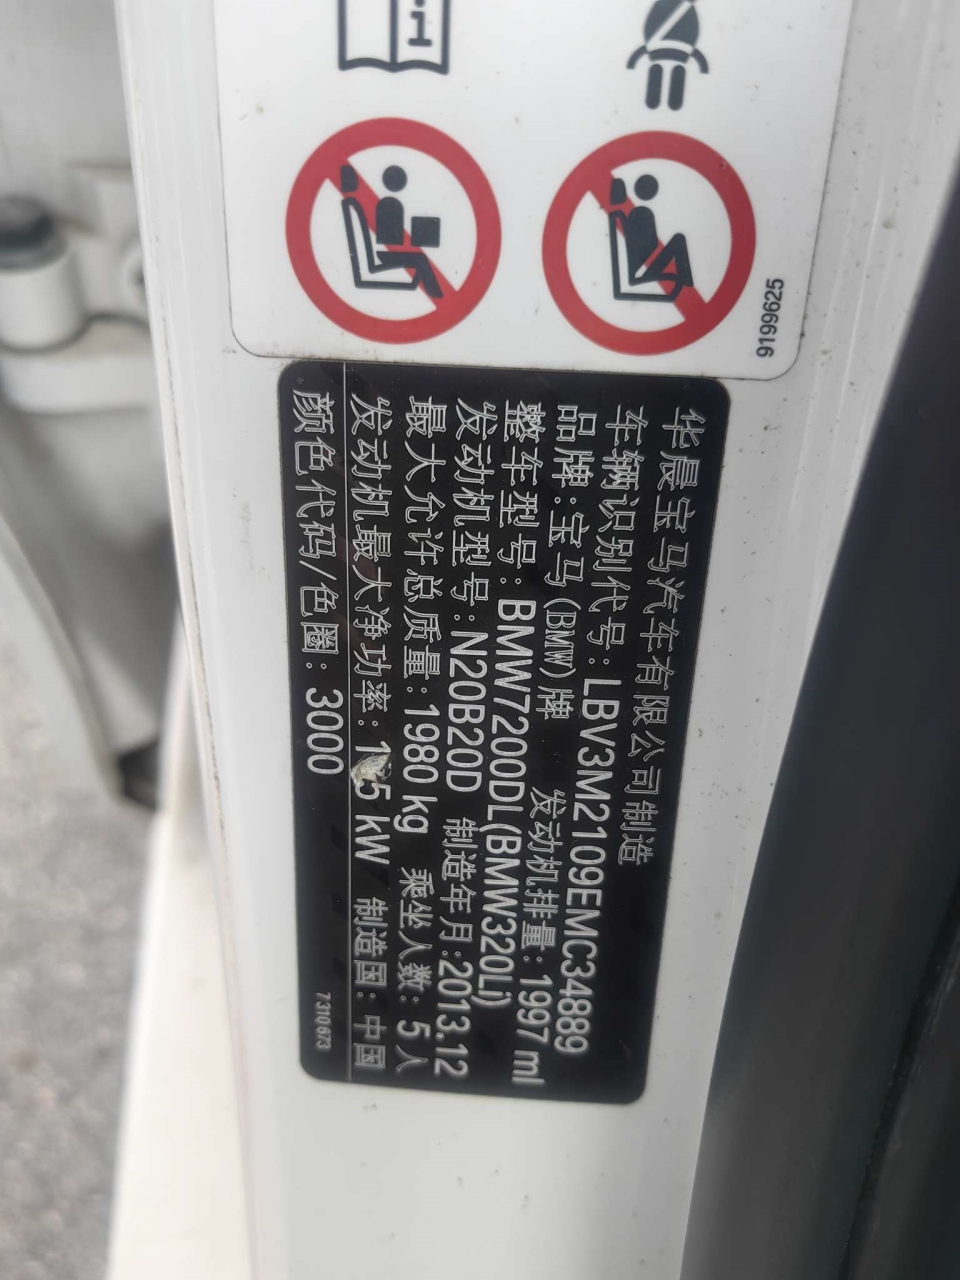 9199625
华晨宝马汽车有限公司制造
车辆识别代号:LBV3M2109EMC34889
品牌:宝马(BMW)牌 发动机排量:1997 ml
整车型号:BMW7200DL(BMW320Li)
发动机型号:N20B20D 制造年月:2013.12
最大允许总质量:1980 kg 乘坐人数:5人
发动机最大净功率: kW 制造国:中国
颜色代码/色圈:3000
7310673